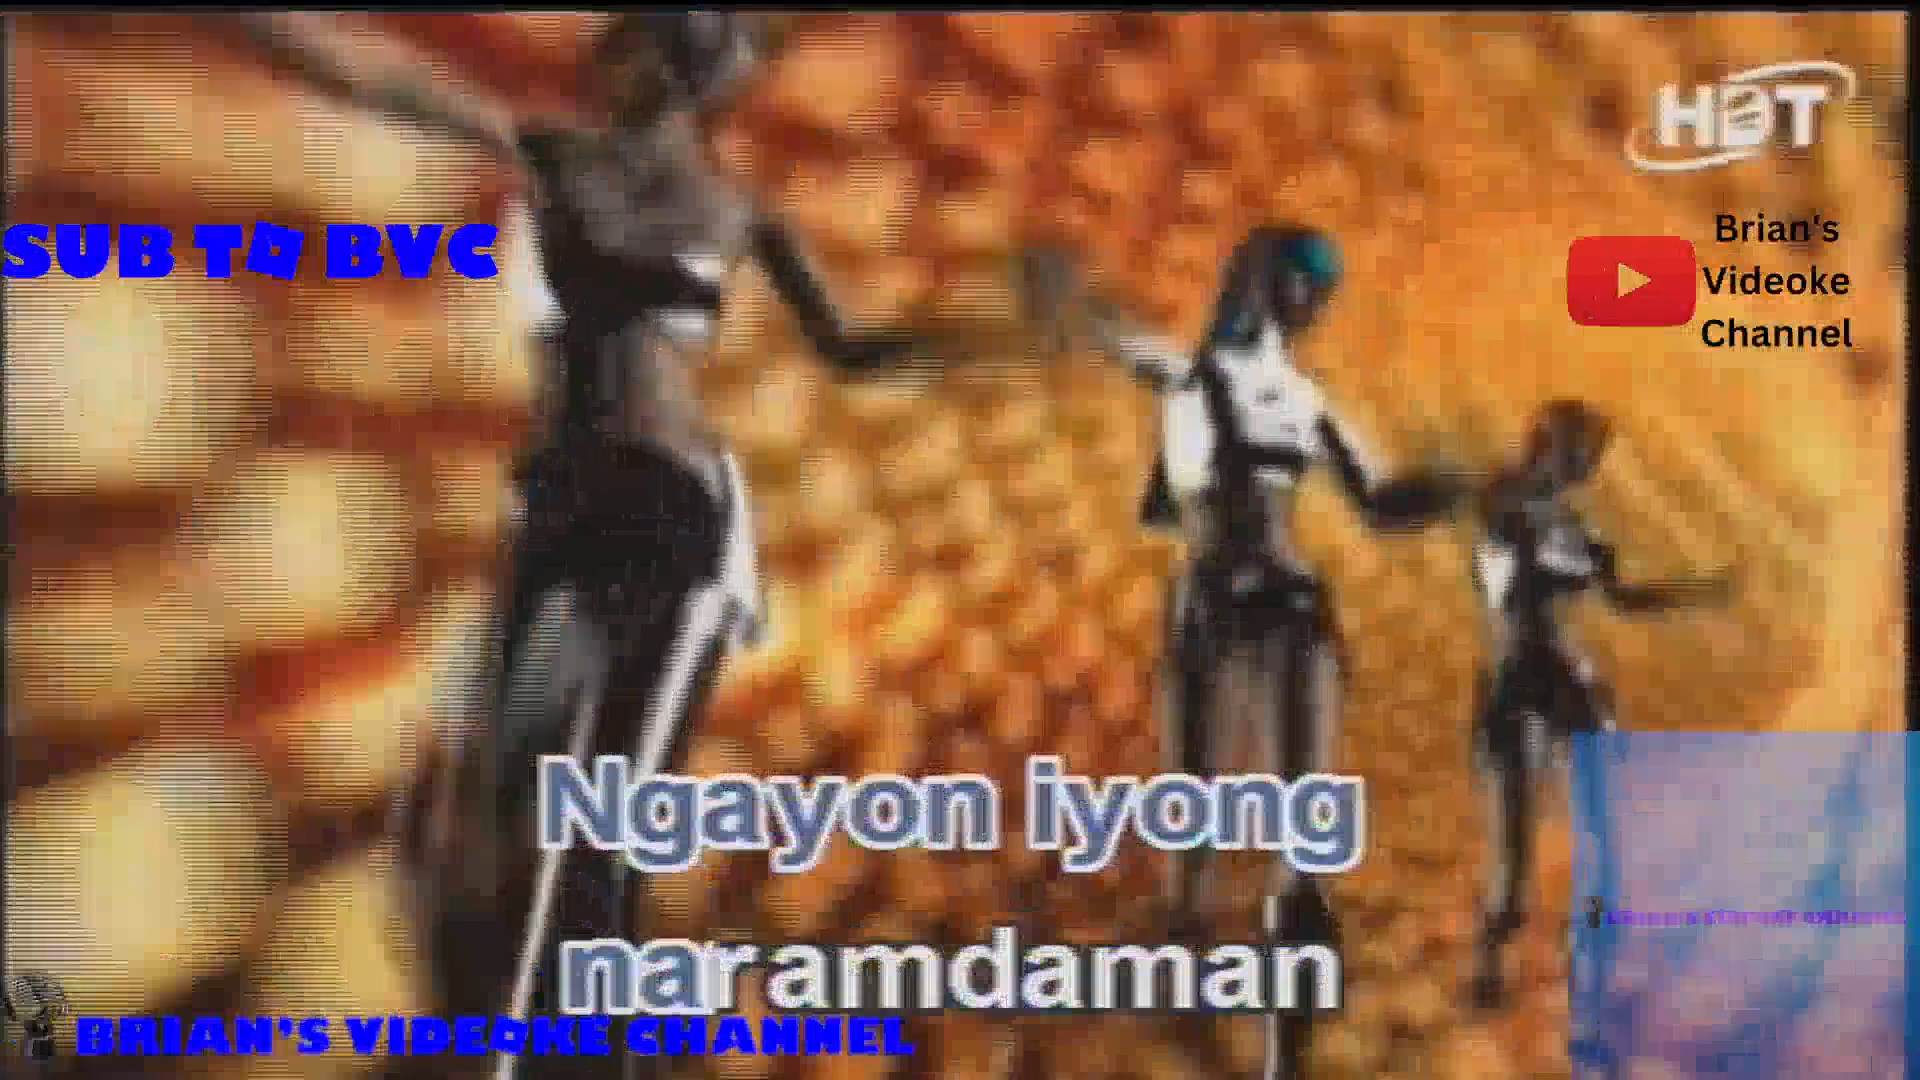 HBT
SUB TO BVC
Brian's
Videoke
Channel
Ngayon iyong
naramdaman
BRIAN'S VIDEOKE CHANNEL